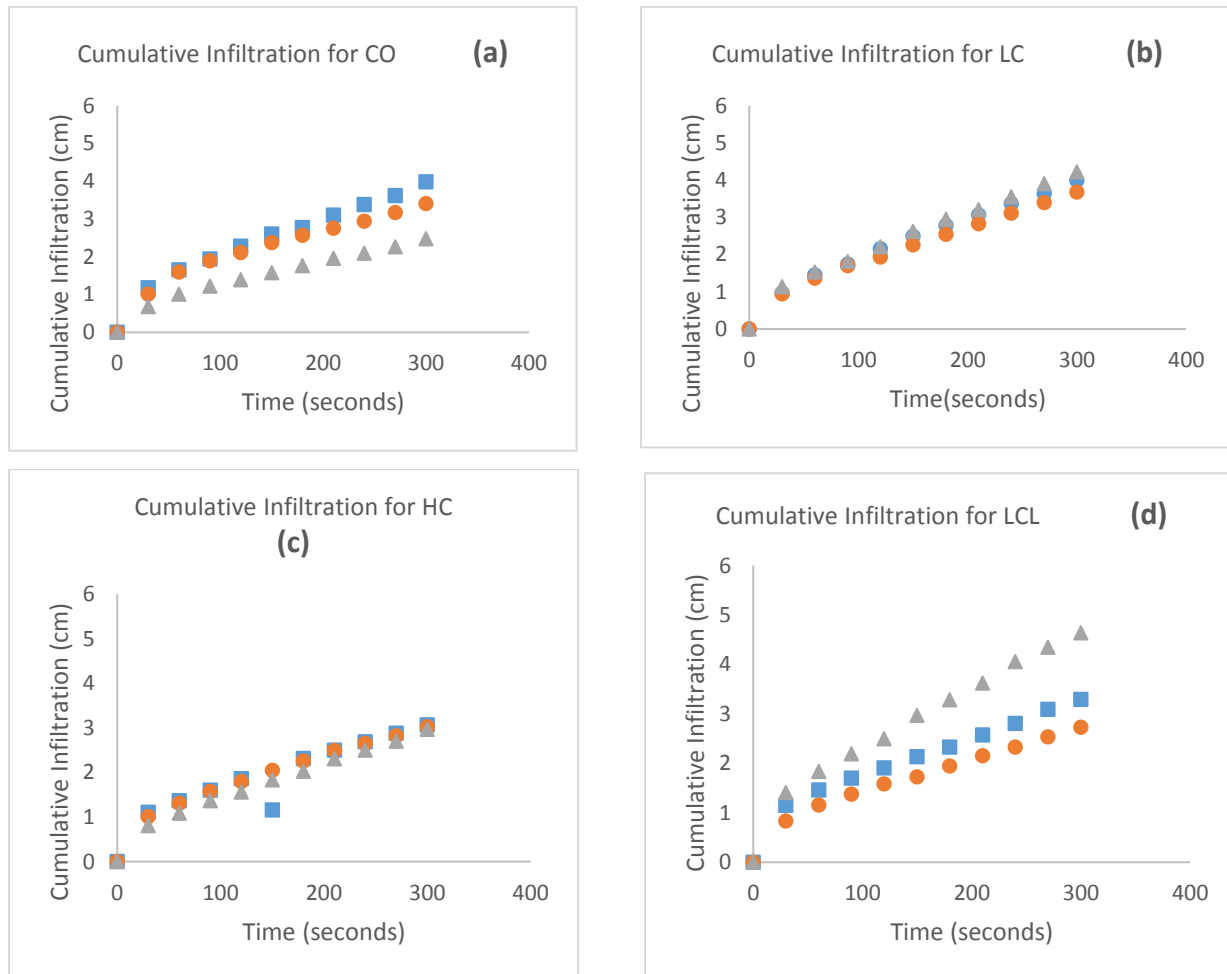 Cumulative Infiltration for CO (a)
Cumulative Infiltration (cm)
6
5
4
3
2
1
0
0 100 200 300 400
Time (seconds)
Cumulative Infiltration for LC (b)
Cumulative Infiltration (cm)
6
5
4
3
2
1
0
0 100 200 300 400
Time(seconds)
Cumulative Infiltration for HC
(c)
Cumulative Infiltration (cm)
6
5
4
3
2
1
0
0 100 200 300 400
Time (seconds)
Cumulative Infiltration for LCL (d)
Cumulative Infiltration (cm)
6
5
4
3
2
1
0
0 100 200 300 400
Time (seconds)